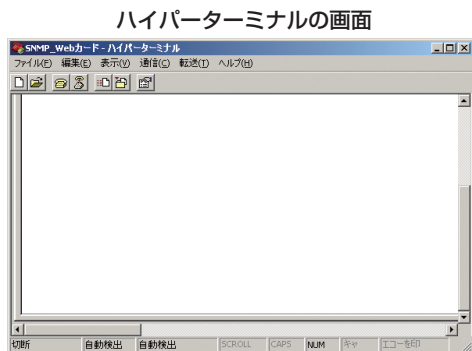 ハイパーターミナルの画面
SNMP_Webカード - ハイパーターミナル
ファイル(F) 編集(E) 表示(V) 通信(C) 転送(T) ヘルプ(H)
切断 自動検出 自動検出 SCROLL CAPS NUM キャ エコーを印